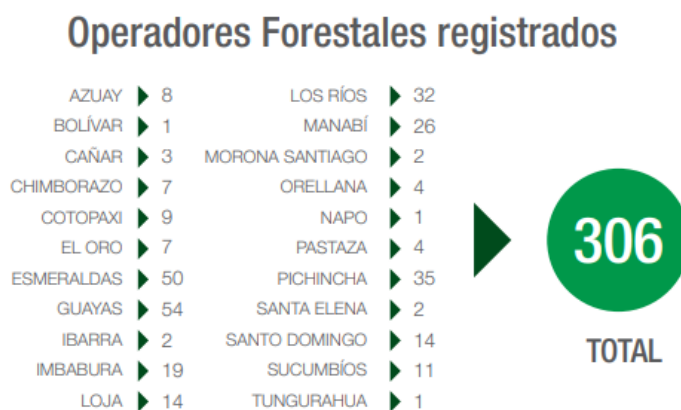 Operadores Forestales registrados
AZUAY 8
BOLÍVAR 1
CAÑAR 3
CHIMBORAZO 7
COTOPAXI 9
EL ORO 7
ESMERALDAS 50
GUAYAS 54
IBARRA 2
IMBABURA 19
LOJA 14
LOS RÍOS 32
MANABÍ 26
MORONA SANTIAGO 2
ORELLANA 4
NAPO 1
PASTAZA 4
PICHINCHA 35
SANTA ELENA 2
SANTO DOMINGO 14
SUCUMBÍOS 11
TUNGURAHUA 1
306
TOTAL